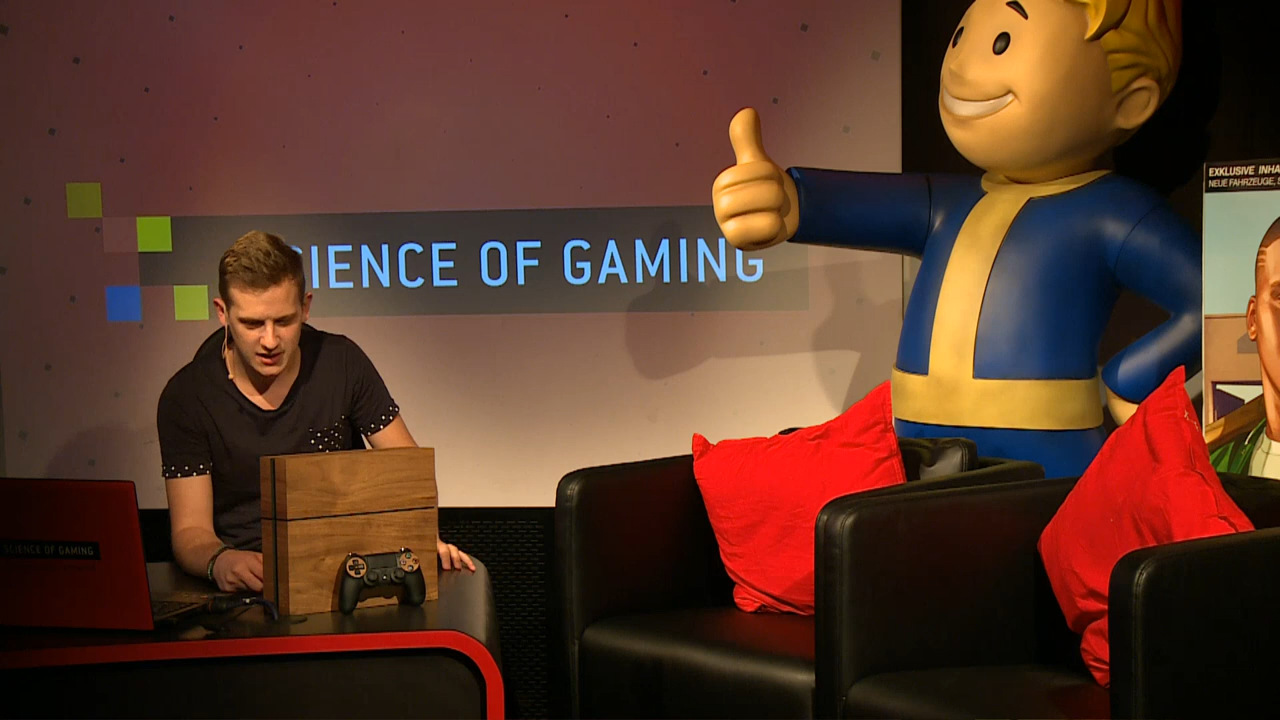 EXKLUSIVE INHA
NEUE FAHRZEUGE, S
SCIENCE OF GAMING
SCIENCE OF GAMING